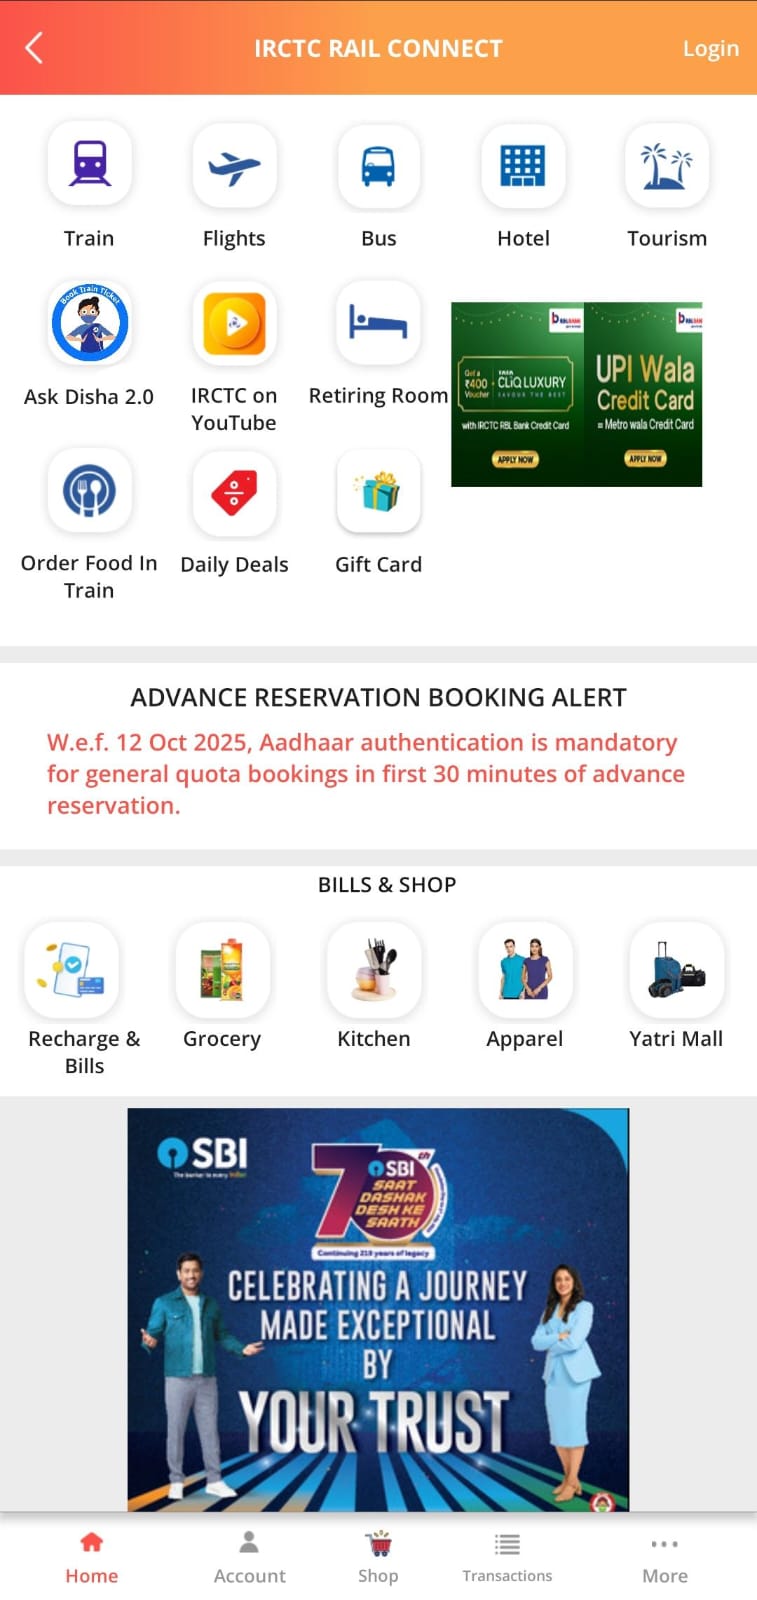 IRCTC RAIL CONNECT
Login
Train
Flights
Bus
Hotel
Tourism
Book Train Ticket
Ask Disha 2.0
IRCTC on
YouTube
Retiring Room
Get a
₹400
Voucher
TATA
CLiQ LUXURY
SAVOUR THE BEST
with IRCTC RBL Bank Credit Card
APPLY NOW
UPI Wala
Credit Card
= Metro wala Credit Card
APPLY NOW
Order Food In
Train
Daily Deals
Gift Card
ADVANCE RESERVATION BOOKING ALERT
W.e.f. 12 Oct 2025, Aadhaar authentication is mandatory
for general quota bookings in first 30 minutes of advance
reservation.
BILLS & SHOP
Recharge &
Bills
Grocery
Kitchen
Apparel
Yatri Mall
SBI
The banker to every Indian
70th
SBI
SAAT
DASHAK
DESH KE
SAATH
Continuing 219 years of legacy
CELEBRATING A JOURNEY
MADE EXCEPTIONAL
BY
YOUR TRUST
Home
Account
Shop
Transactions
More